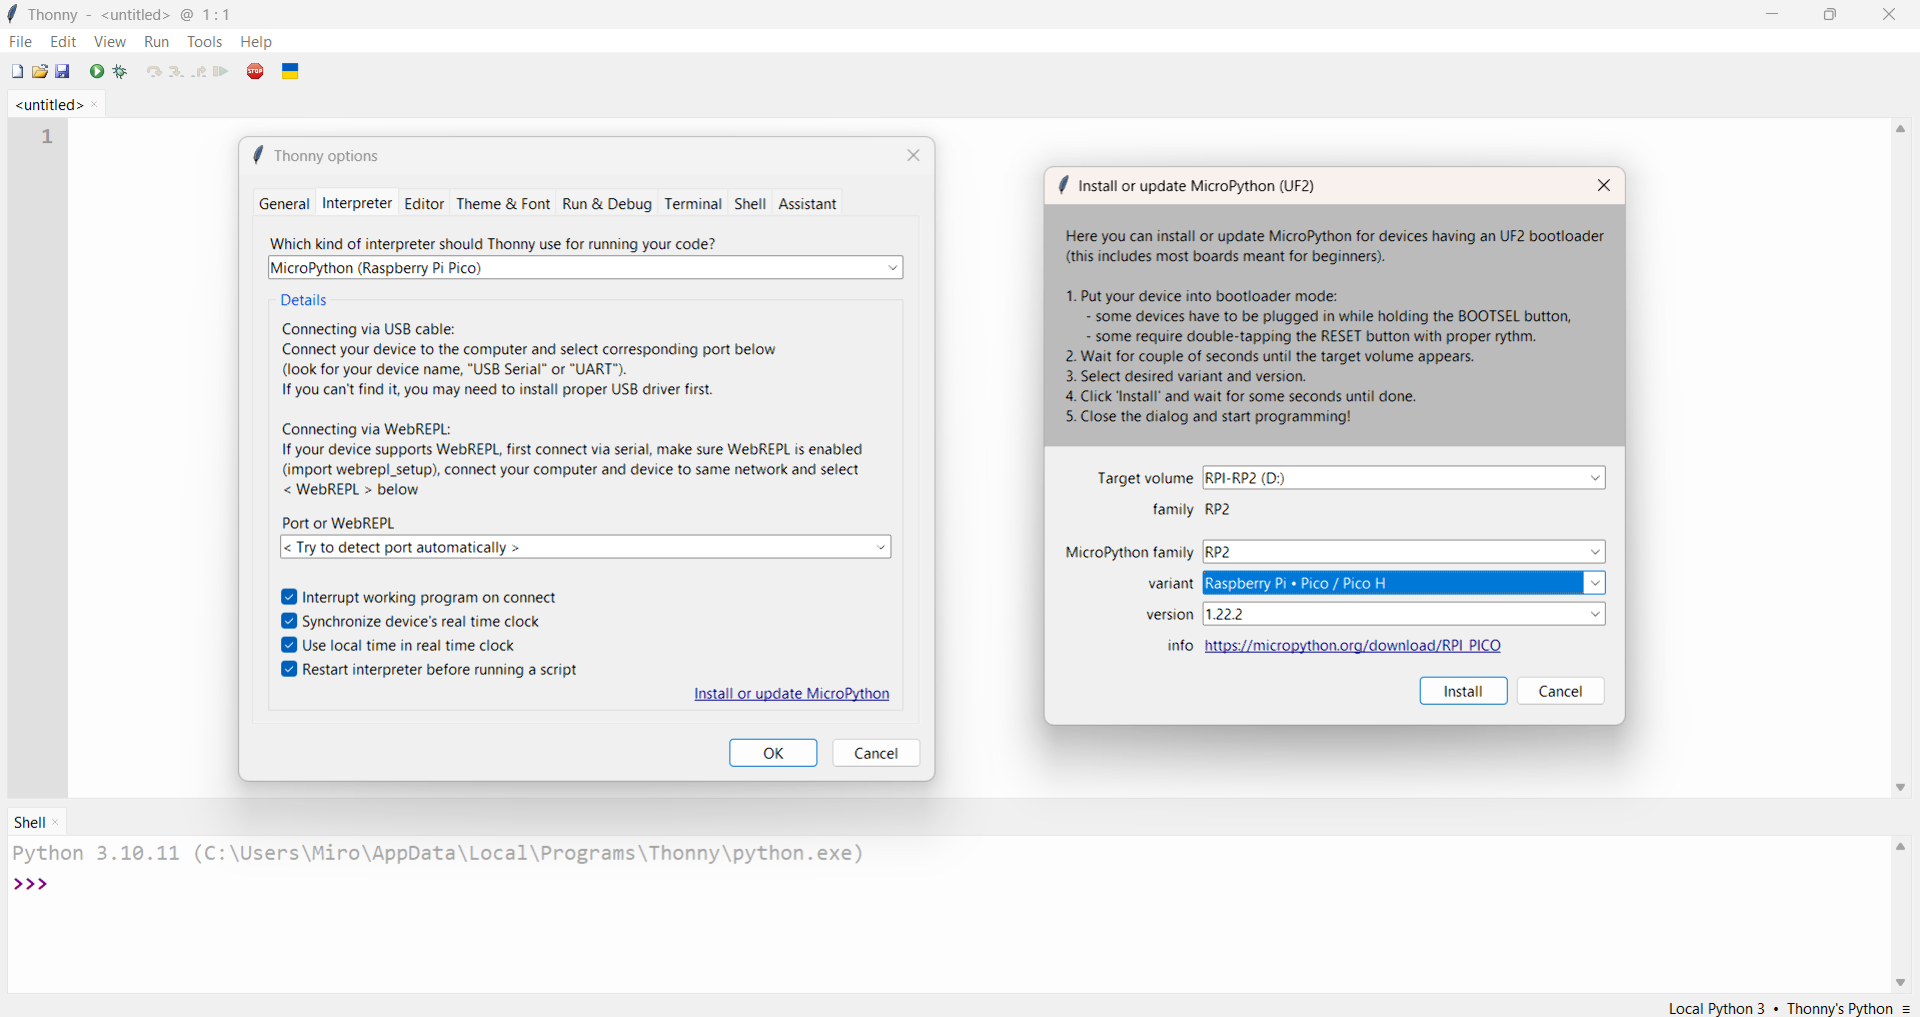 Thonny - <untitled> @ 1:1
File Edit View Run Tools Help
STOP
<untitled> ×
1
Thonny options
General Interpreter Editor Theme & Font Run & Debug Terminal Shell Assistant
Which kind of interpreter should Thonny use for running your code?
MicroPython (Raspberry Pi Pico)
Details
Connecting via USB cable:
Connect your device to the computer and select corresponding port below
(look for your device name, "USB Serial" or "UART").
If you can't find it, you may need to install proper USB driver first.
Connecting via WebREPL:
If your device supports WebREPL, first connect via serial, make sure WebREPL is enabled
(import webrepl_setup), connect your computer and device to same network and select
< WebREPL > below
Port or WebREPL
< Try to detect port automatically >
Interrupt working program on connect
Synchronize device's real time clock
Use local time in real time clock
Restart interpreter before running a script
Install or update MicroPython
OK Cancel
Install or update MicroPython (UF2)
Here you can install or update MicroPython for devices having an UF2 bootloader
(this includes most boards meant for beginners).
1. Put your device into bootloader mode:
- some devices have to be plugged in while holding the BOOTSEL button,
- some require double-tapping the RESET button with proper rythm.
2. Wait for couple of seconds until the target volume appears.
3. Select desired variant and version.
4. Click 'Install' and wait for some seconds until done.
5. Close the dialog and start programming!
Target volume RPI-RP2 (D:)
family RP2
MicroPython family RP2
variant Raspberry Pi • Pico / Pico H
version 1.22.2
info https://micropython.org/download/RPI_PICO
Install Cancel
Shell ×
Python 3.10.11 (C:\Users\Miro\AppData\Local\Programs\Thonny\python.exe)
>>>
Local Python 3 • Thonny's Python ≡